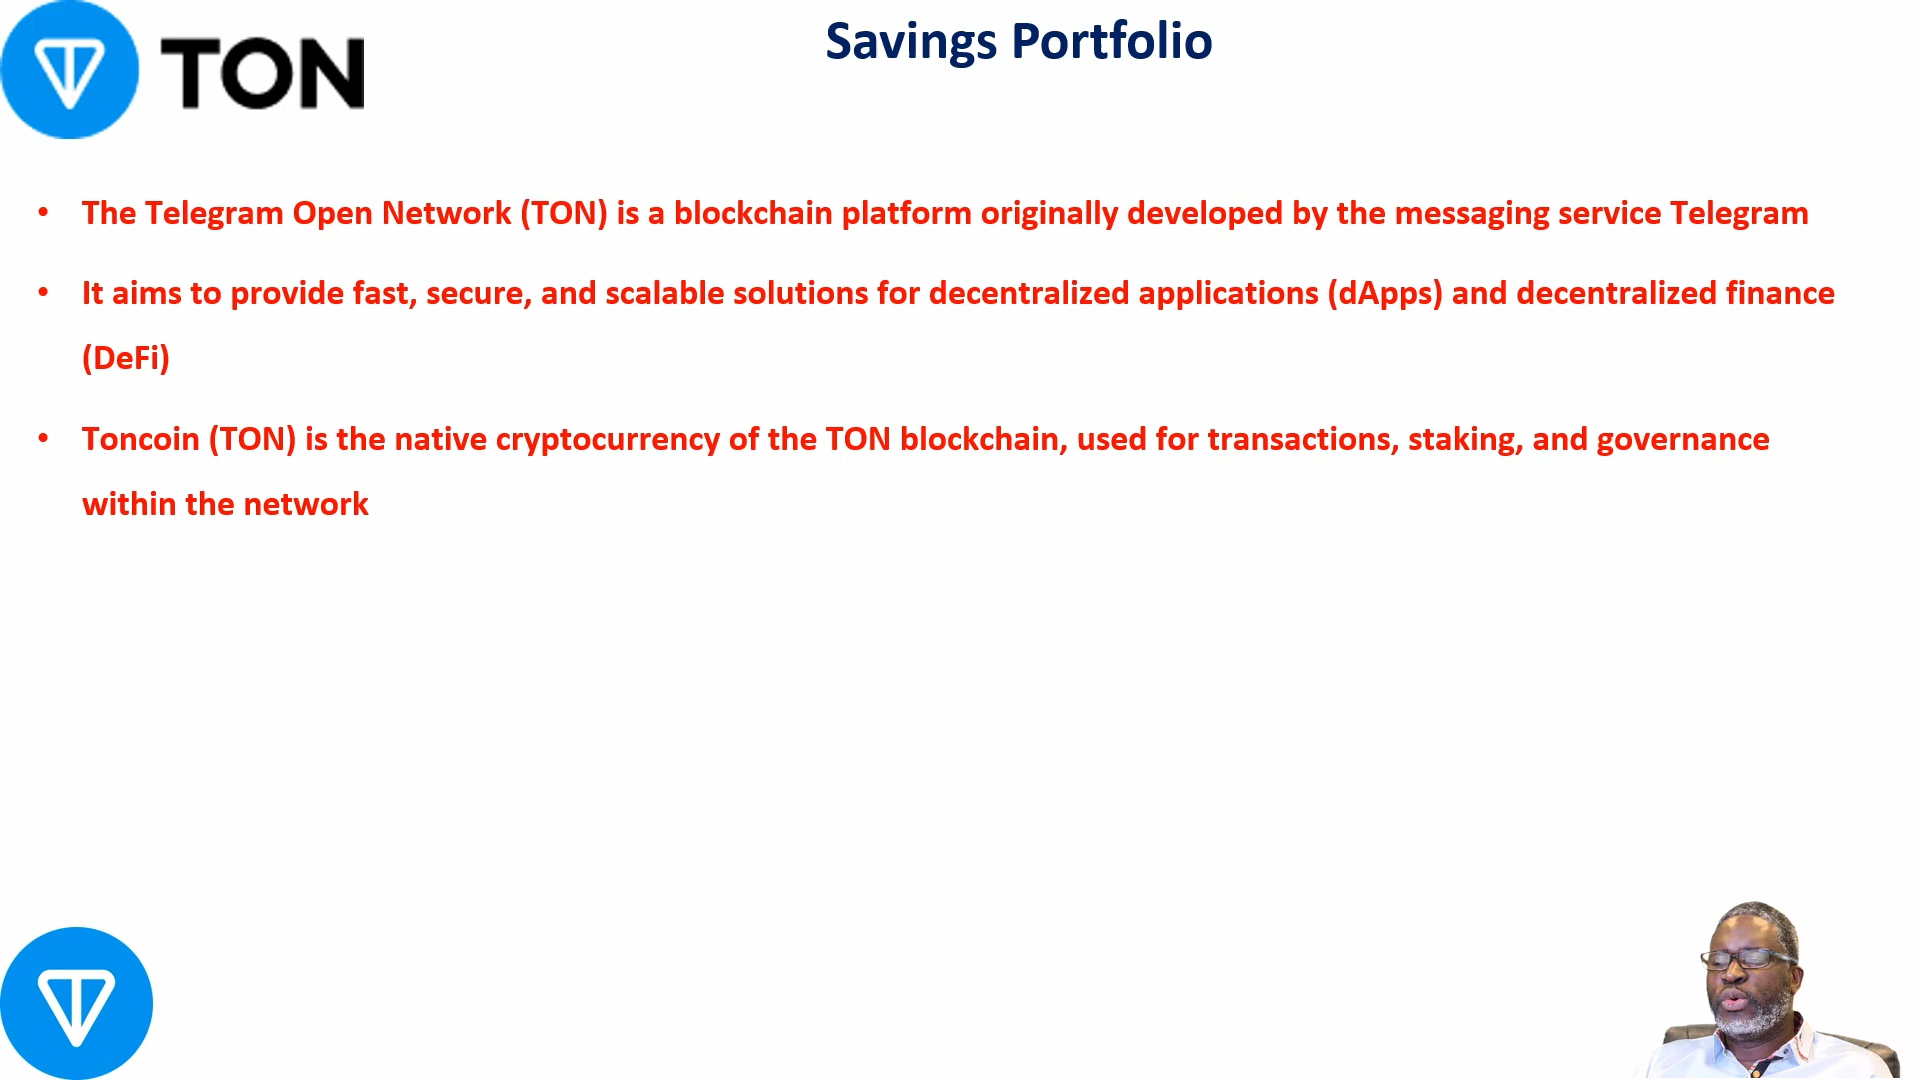 TON
Savings Portfolio
• The Telegram Open Network (TON) is a blockchain platform originally developed by the messaging service Telegram
• It aims to provide fast, secure, and scalable solutions for decentralized applications (dApps) and decentralized finance
(DeFi)
• Toncoin (TON) is the native cryptocurrency of the TON blockchain, used for transactions, staking, and governance
within the network